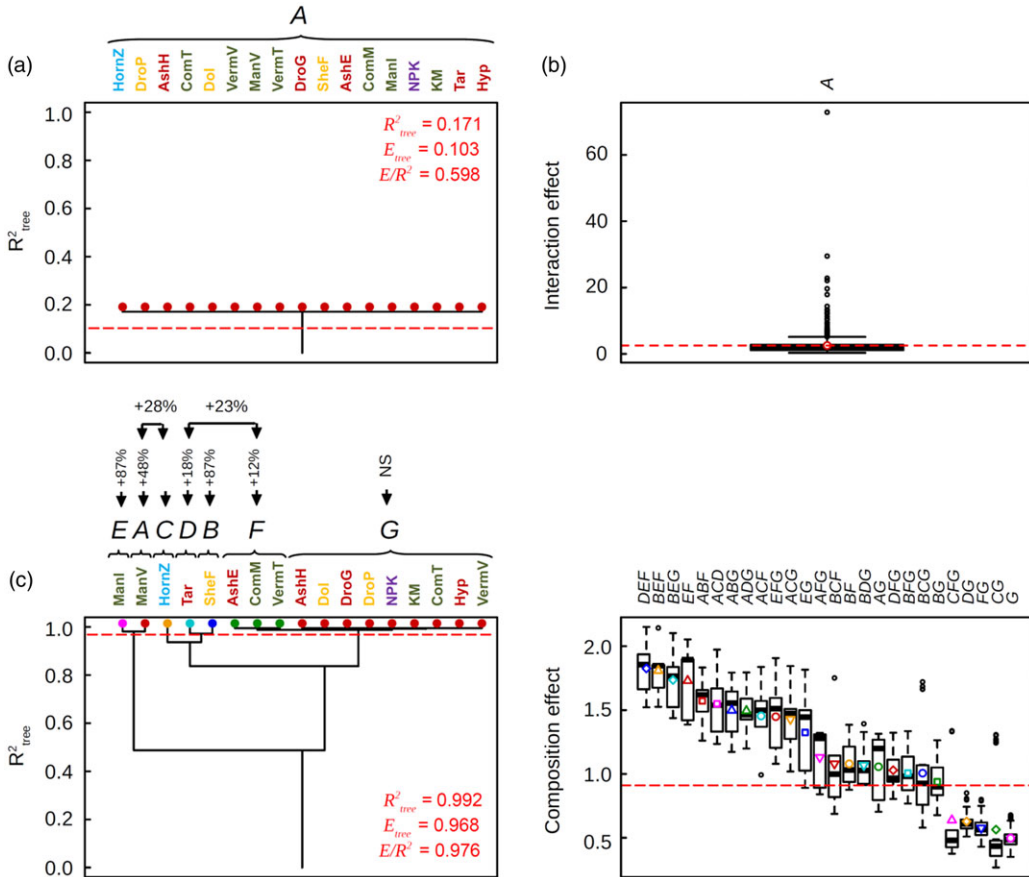 A
(a)
HornZ DroP AshH ComT Dol VermV ManV VermT DroG SheF AshE ComM ManI NPK KM Tar Hyp
R²tree = 0.171
Etree = 0.103
E/R² = 0.598
R²tree
1.0
0.8
0.6
0.4
0.2
0.0
(b)
A
Interaction effect
60
40
20
0
+28% +23%
+87% +48% +18% +87% +12% NS
E A C D B F G
(c)
ManI ManV HornZ Tar SheF AshE ComM VermT AshH Dol DroG DroP NPK KM ComT Hyp VermV
R²tree
1.0
0.8
0.6
0.4
0.2
0.0
R²tree = 0.992
Etree = 0.968
E/R² = 0.976
DEF BEF BEG EF ABF ACD ABG ADG ACF EFG ACG EG AFG BCF BF BDG AG DFG BFG BCG BG CFG DG FG CG G
Composition effect
2.0
1.5
1.0
0.5